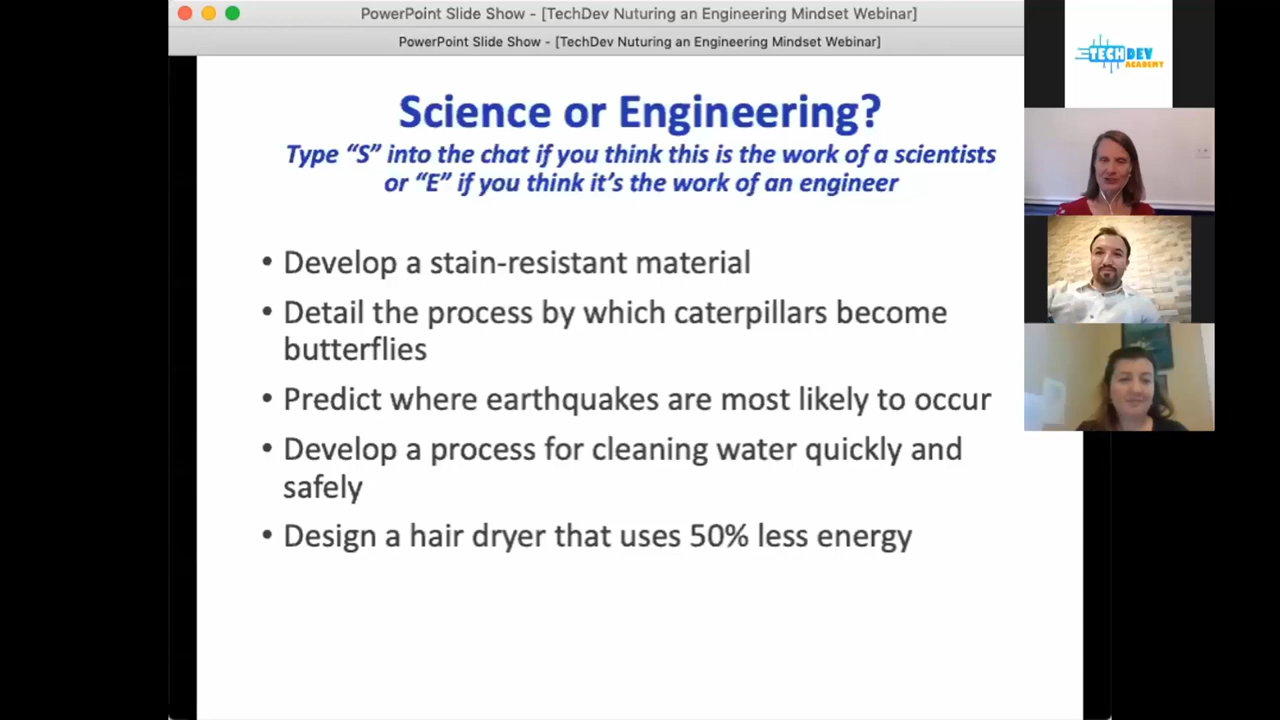 PowerPoint Slide Show - [TechDev Nuturing an Engineering Mindset Webinar]
PowerPoint Slide Show - [TechDev Nuturing an Engineering Mindset Webinar]
TECHDEV
ACADEMY
Science or Engineering?
Type “S” into the chat if you think this is the work of a scientists
or “E” if you think it’s the work of an engineer
• Develop a stain-resistant material
• Detail the process by which caterpillars become
butterflies
• Predict where earthquakes are most likely to occur
• Develop a process for cleaning water quickly and
safely
• Design a hair dryer that uses 50% less energy